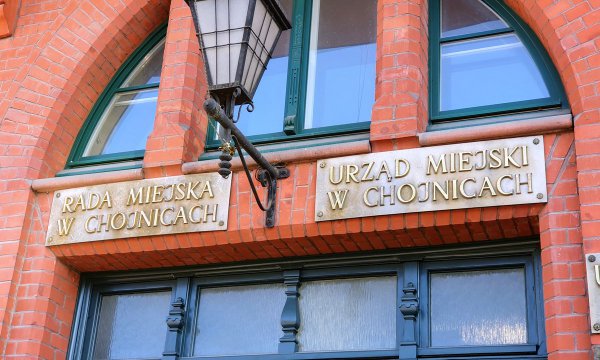 RADA MIEJSKA
W CHOJNICACH
URZĄD MIEJSKI
W CHOJNICACH